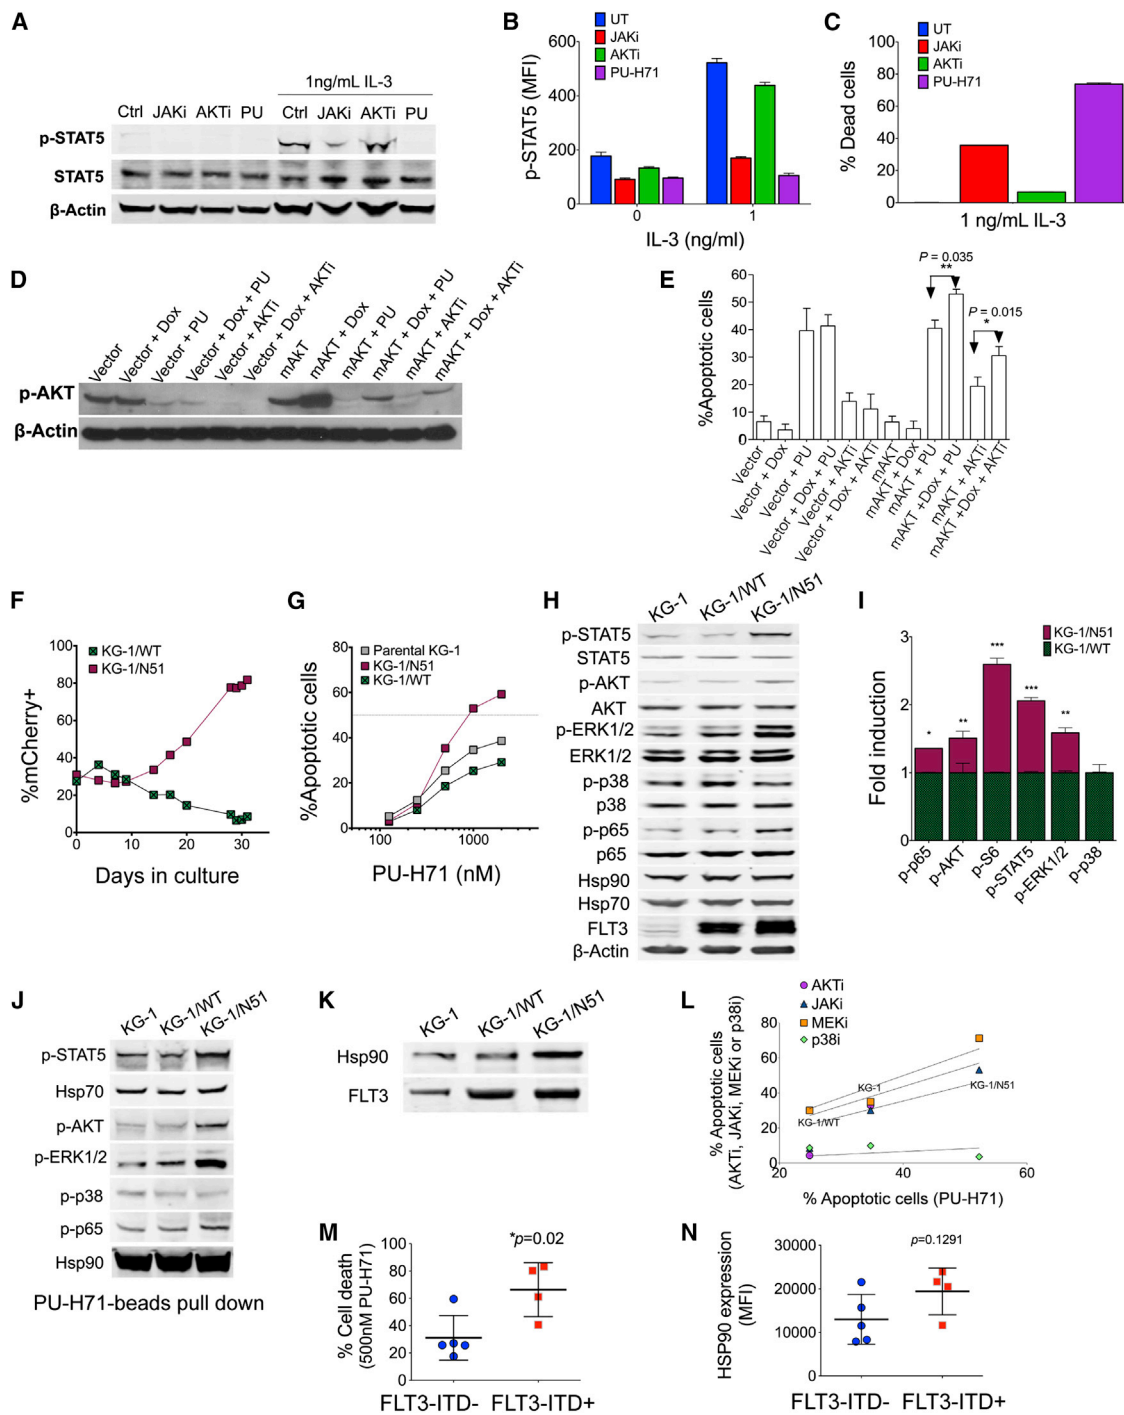 A
1ng/mL IL-3
Ctrl JAKi AKTi PU Ctrl JAKi AKTi PU
p-STAT5
STAT5
β-Actin
B
UT
JAKi
AKTi
PU-H71
p-STAT5 (MFI)
600
400
200
0
0 1
IL-3 (ng/ml)
C
UT
JAKi
AKTi
PU-H71
% Dead cells
100
80
60
40
20
0
1 ng/mL IL-3
D
Vector
Vector + Dox
Vector + PU
Vector + Dox + PU
Vector + AKTi
Vector + Dox + AKTi
mAKT
mAKT + Dox
mAKT + PU
mAKT + Dox + PU
mAKT + AKTi
mAKT + Dox + AKTi
p-AKT
β-Actin
E
%Apoptotic cells
60
50
40
30
20
10
0
P = 0.035
**
P = 0.015
*
Vector
Vector + Dox
Vector + PU
Vector + Dox + PU
Vector + AKTi
Vector + Dox + AKTi
mAKT
mAKT + Dox
mAKT + PU
mAKT +Dox + PU
mAKT + AKTi
mAKT +Dox + AKTi
F
KG-1/WT
KG-1/N51
%mCherry+
100
80
60
40
20
0
0 10 20 30
Days in culture
G
Parental KG-1
KG-1/N51
KG-1/WT
%Apoptotic cells
80
60
40
20
0
100 1000
PU-H71 (nM)
H
KG-1 KG-1/WT KG-1/N51
p-STAT5
STAT5
p-AKT
AKT
p-ERK1/2
ERK1/2
p-p38
p38
p-p65
p65
Hsp90
Hsp70
FLT3
β-Actin
I
KG-1/N51
KG-1/WT
Fold induction
3
2
1
0
* ** *** *** **
p-p65
p-AKT
p-S6
p-STAT5
p-ERK1/2
p-p38
J
KG-1 KG-1/WT KG-1/N51
p-STAT5
Hsp70
p-AKT
p-ERK1/2
p-p38
p-p65
Hsp90
PU-H71-beads pull down
K
KG-1 KG-1/WT KG-1/N51
Hsp90
FLT3
L
AKTi
JAKi
MEKi
p38i
% Apoptotic cells
(AKTi, JAKi, MEKi or p38i)
80
60
40
20
0
KG-1/WT
KG-1
KG-1/N51
20 40 60
% Apoptotic cells (PU-H71)
M
*p=0.02
% Cell death
(500nM PU-H71)
100
80
60
40
20
0
FLT3-ITD- FLT3-ITD+
N
p=0.1291
HSP90 expression
(MFI)
30000
20000
10000
0
FLT3-ITD- FLT3-ITD+